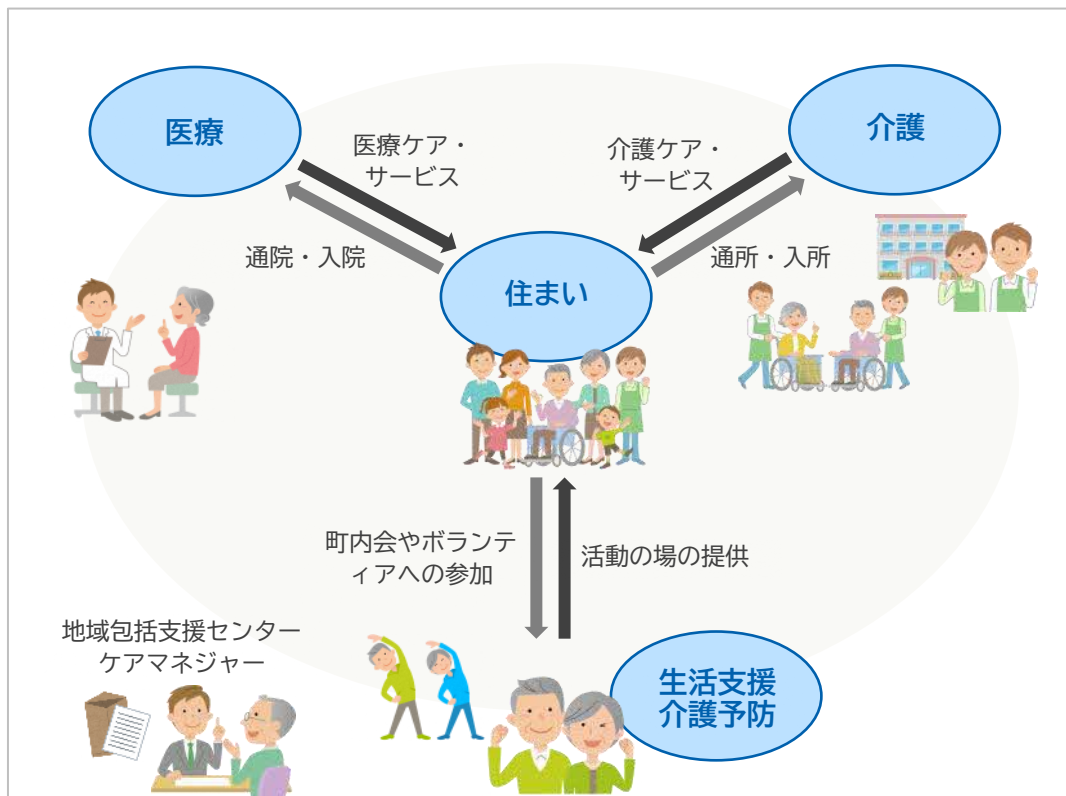 医療
介護
医療ケア・
サービス
介護ケア・
サービス
通院・入院
通所・入所
住まい
町内会やボランテ
ィアへの参加
活動の場の提供
地域包括支援センター
ケアマネジャー
生活支援
介護予防